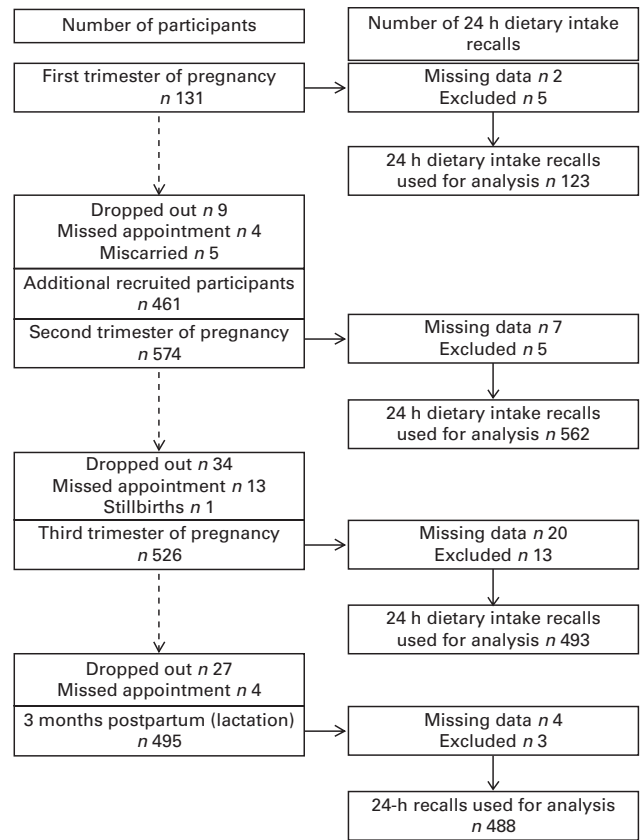 Number of participants
Number of 24 h dietary intake
recalls
First trimester of pregnancy
n 131
Missing data n 2
Excluded n 5
24 h dietary intake recalls
used for analysis n 123
Dropped out n 9
Missed appointment n 4
Miscarried n 5
Additional recruited participants
n 461
Second trimester of pregnancy
n 574
Missing data n 7
Excluded n 5
24 h dietary intake recalls
used for analysis n 562
Dropped out n 34
Missed appointment n 13
Stillbirths n 1
Third trimester of pregnancy
n 526
Missing data n 20
Excluded n 13
24 h dietary intake recalls
used for analysis n 493
Dropped out n 27
Missed appointment n 4
3 months postpartum (lactation)
n 495
Missing data n 4
Excluded n 3
24-h recalls used for analysis
n 488